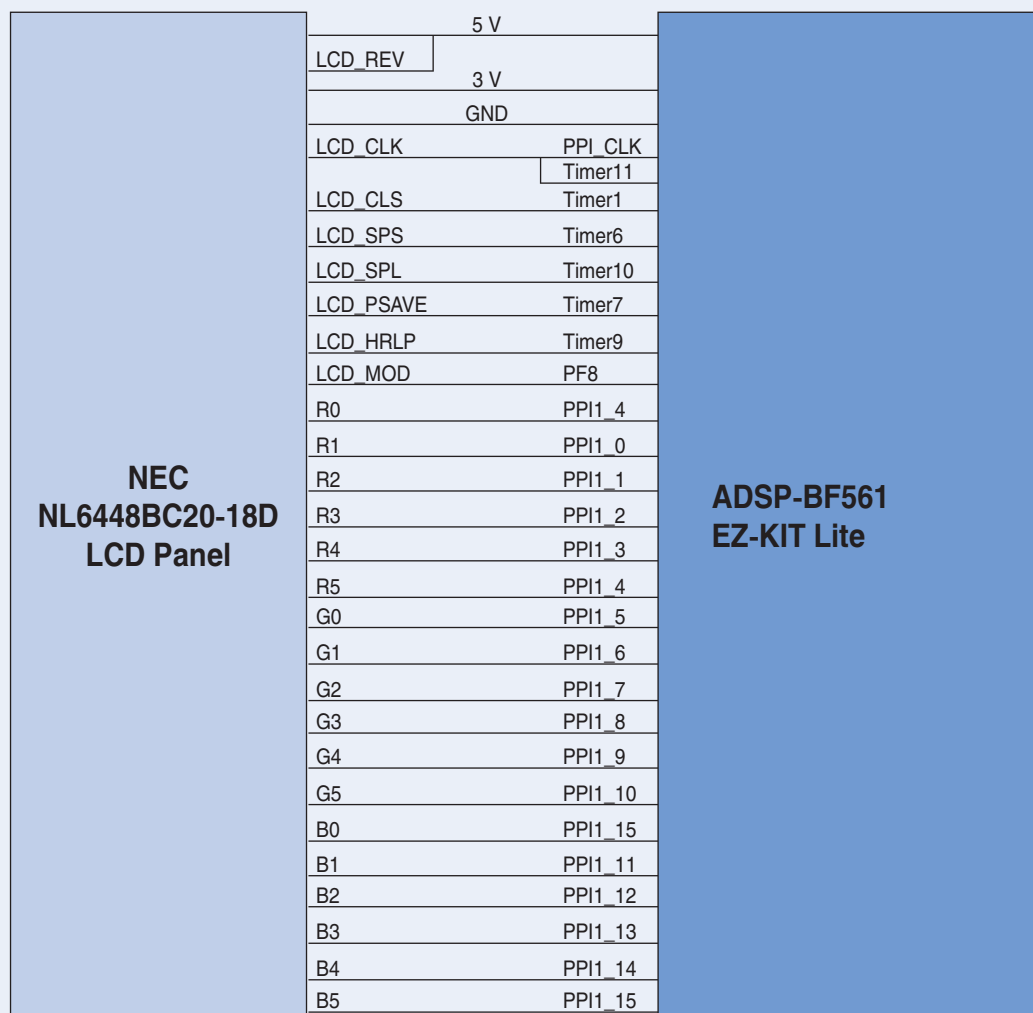 5 V
LCD_REV
3 V
GND
LCD_CLK PPI_CLK
Timer11
LCD_CLS Timer1
LCD_SPS Timer6
LCD_SPL Timer10
LCD_PSAVE Timer7
LCD_HRLP Timer9
LCD_MOD PF8
R0 PPI1_4
R1 PPI1_0
R2 PPI1_1
R3 PPI1_2
R4 PPI1_3
R5 PPI1_4
G0 PPI1_5
G1 PPI1_6
G2 PPI1_7
G3 PPI1_8
G4 PPI1_9
G5 PPI1_10
B0 PPI1_15
B1 PPI1_11
B2 PPI1_12
B3 PPI1_13
B4 PPI1_14
B5 PPI1_15
NEC
NL6448BC20-18D
LCD Panel
ADSP-BF561
EZ-KIT Lite